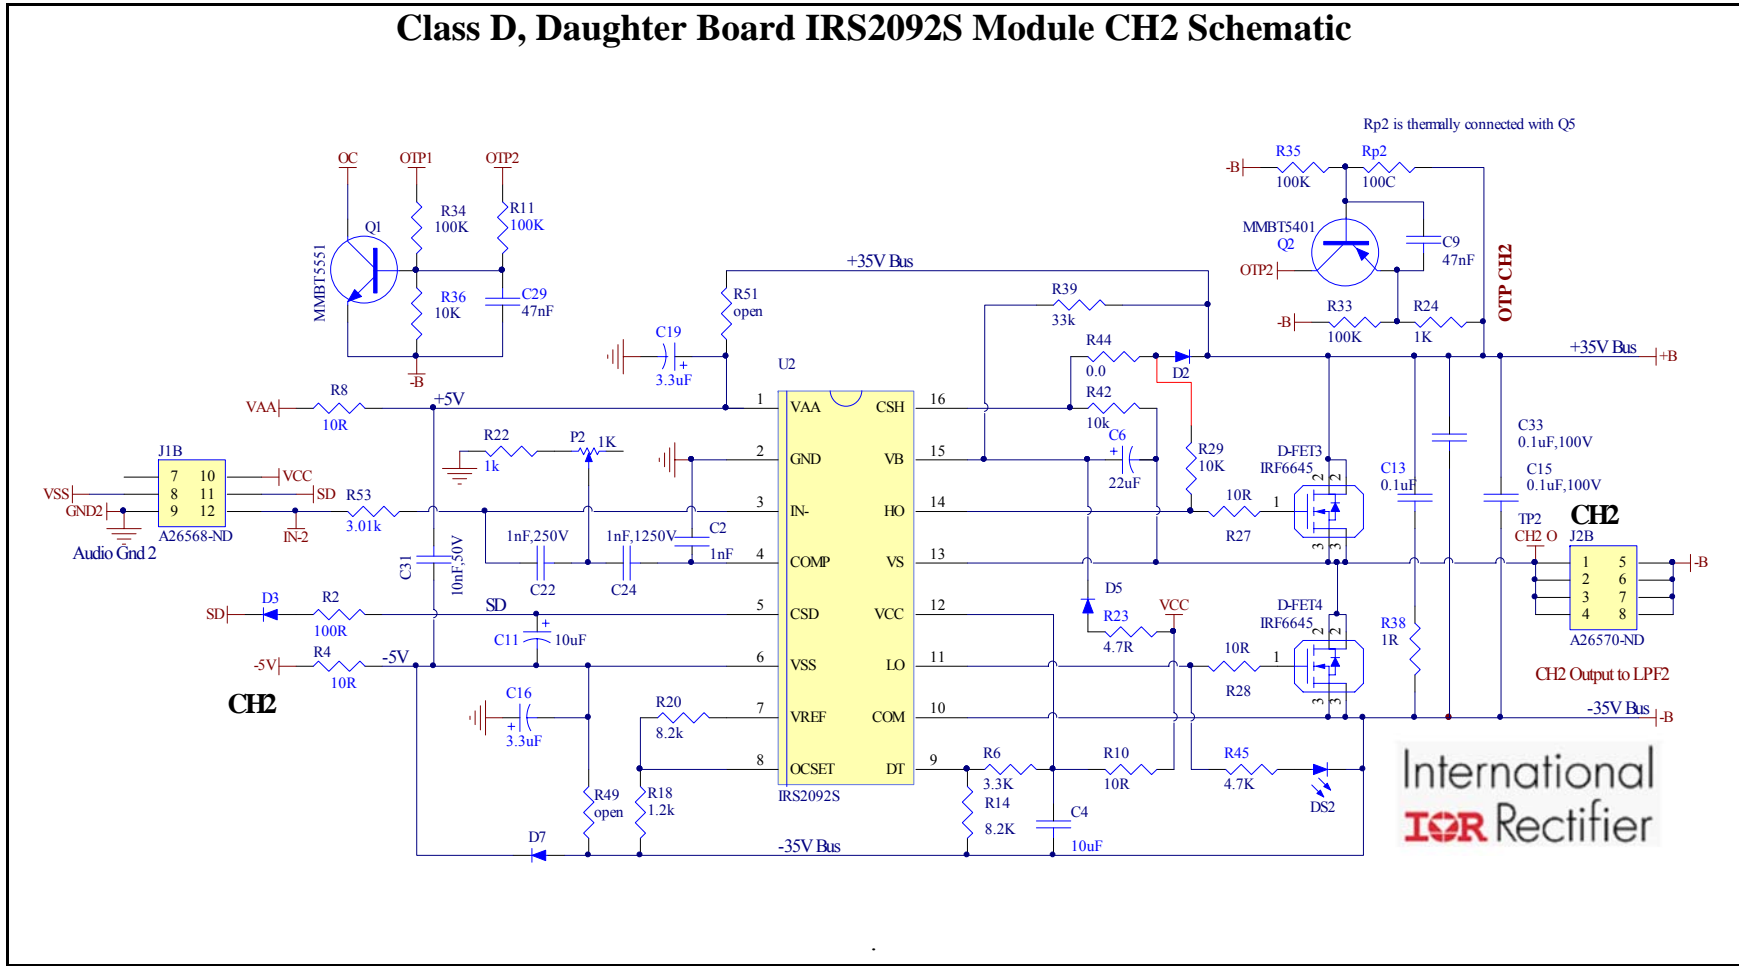 Class D, Daughter Board IRS2092S Module CH2 Schematic
Rp2 is thermally connected with Q5
OC
OTP1
OTP2
R34
100K
R11
100K
Q1
MMBT5551
R36
10K
C29
47nF
-B
R35
100K
Rp2
100C
-B
MMBT5401
Q2
C9
47nF
OTP2
OTP CH2
R33
100K
R24
1K
-B
+35V Bus
R51
open
R39
33k
C19
+
3.3uF
U2
R44
0.0
D2
+35V Bus
+B
VAA
R8
10R
+5V
1
VAA
CSH
16
R42
10k
R22
1k
P2
1K
2
GND
VB
15
C6
+
22uF
R29
10K
D-FET3
IRF6645
2
2
C13
0.1uF
C33
0.1uF,100V
C15
0.1uF,100V
J1B
7
10
VCC
8
11
VSS
SD
9
12
GND2
A26568-ND
Audio Gnd 2
IN-2
R53
3.01k
3
IN-
HO
14
10R
R27
1
3
3
TP2
CH2 O
CH2
J2B
1nF,250V
C22
1nF,1250V
C24
C2
1nF
C31
10nF,50V
4
COMP
VS
13
1
5
-B
2
6
3
7
4
8
A26570-ND
SD
D3
R2
100R
SD
C11
+
10uF
5
CSD
VCC
12
D5
R23
4.7R
VCC
D-FET4
IRF6645
2
2
R38
1R
-5V
R4
10R
-5V
6
VSS
LO
11
10R
R28
1
3
3
CH2 Output to LPF2
CH2
C16
+
3.3uF
R20
8.2k
7
VREF
COM
10
-35V Bus
-B
8
OCSET
DT
9
IRS2092S
R6
3.3K
R10
10R
R45
4.7K
DS2
R49
open
R18
1.2k
R14
8.2K
C4
10uF
D7
-35V Bus
International
IOR Rectifier